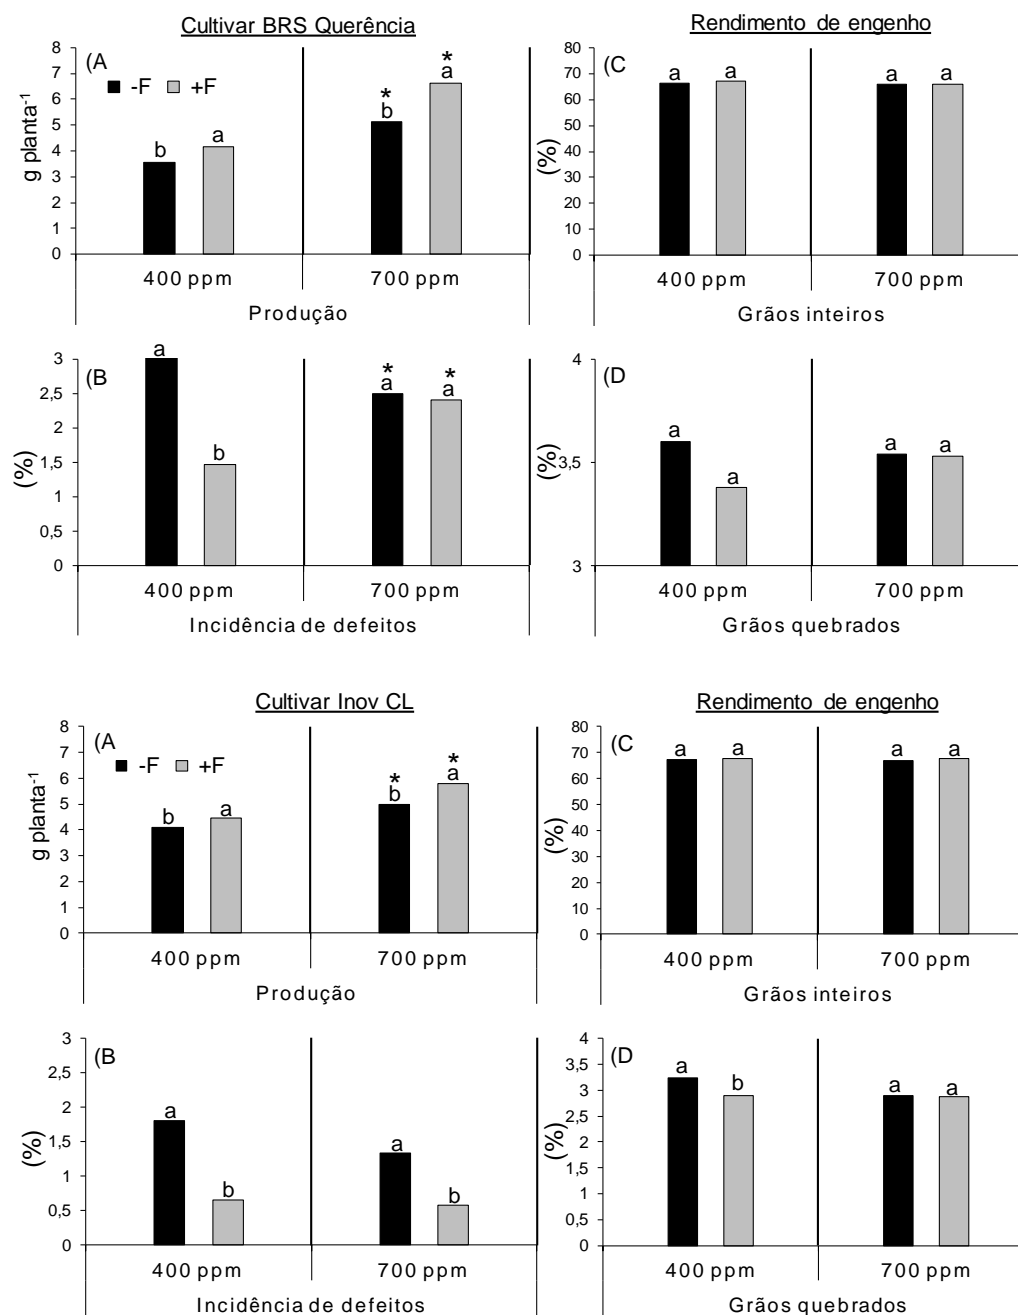 Cultivar BRS Querência
Rendimento de engenho
(A
-F +F
g planta-1
8
7
6
5
4
3
2
1
0
b a * b * a
400 ppm 700 ppm
Produção
(C
(%)
80
70
60
50
40
30
20
10
0
a a a a
400 ppm 700 ppm
Grãos inteiros
(B
(%)
3
2,5
2
1,5
1
0,5
0
a b * a * a
400 ppm 700 ppm
Incidência de defeitos
(D
(%)
4
3,5
3
a a a a
400 ppm 700 ppm
Grãos quebrados
Cultivar Inov CL
Rendimento de engenho
(A
-F +F
g planta-1
8
7
6
5
4
3
2
1
0
b a * b * a
400 ppm 700 ppm
Produção
(C
(%)
80
70
60
50
40
30
20
10
0
a a a a
400 ppm 700 ppm
Grãos inteiros
(B
(%)
3
2,5
2
1,5
1
0,5
0
a b a b
400 ppm 700 ppm
Incidência de defeitos
(D
(%)
4
3,5
3
2,5
2
1,5
1
0,5
0
a b a a
400 ppm 700 ppm
Grãos quebrados